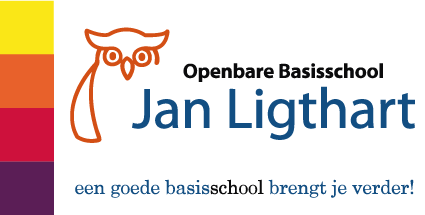 Openbare Basisschool
Jan Ligthart
een goede basisschool brengt je verder!